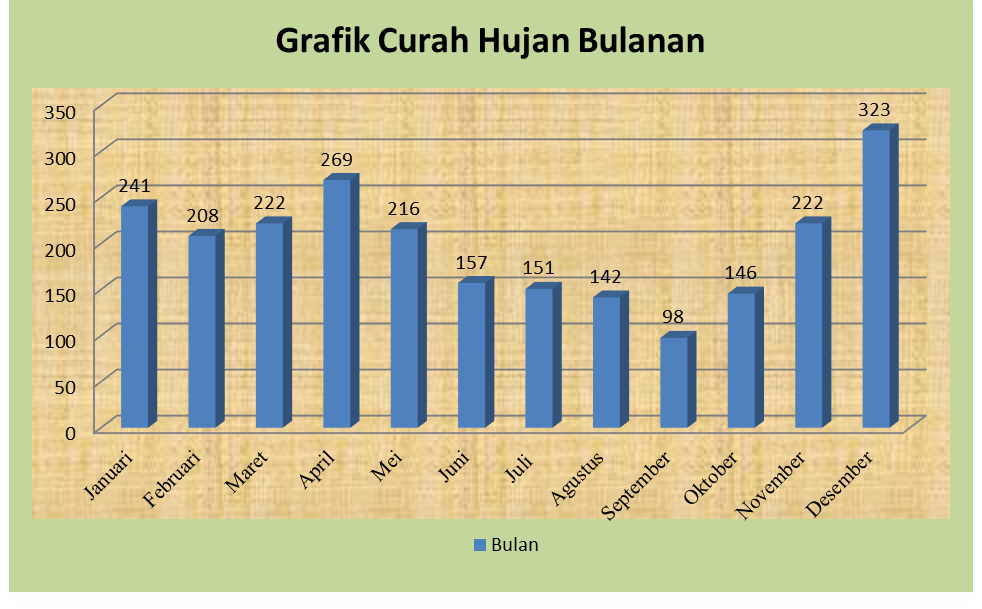 Grafik Curah Hujan Bulanan
350
300
250
200
150
100
50
0
241
208
222
269
216
157
151
142
98
146
222
323
Januari
Februari
Maret
April
Mei
Juni
Juli
Agustus
September
Oktober
November
Desember
Bulan